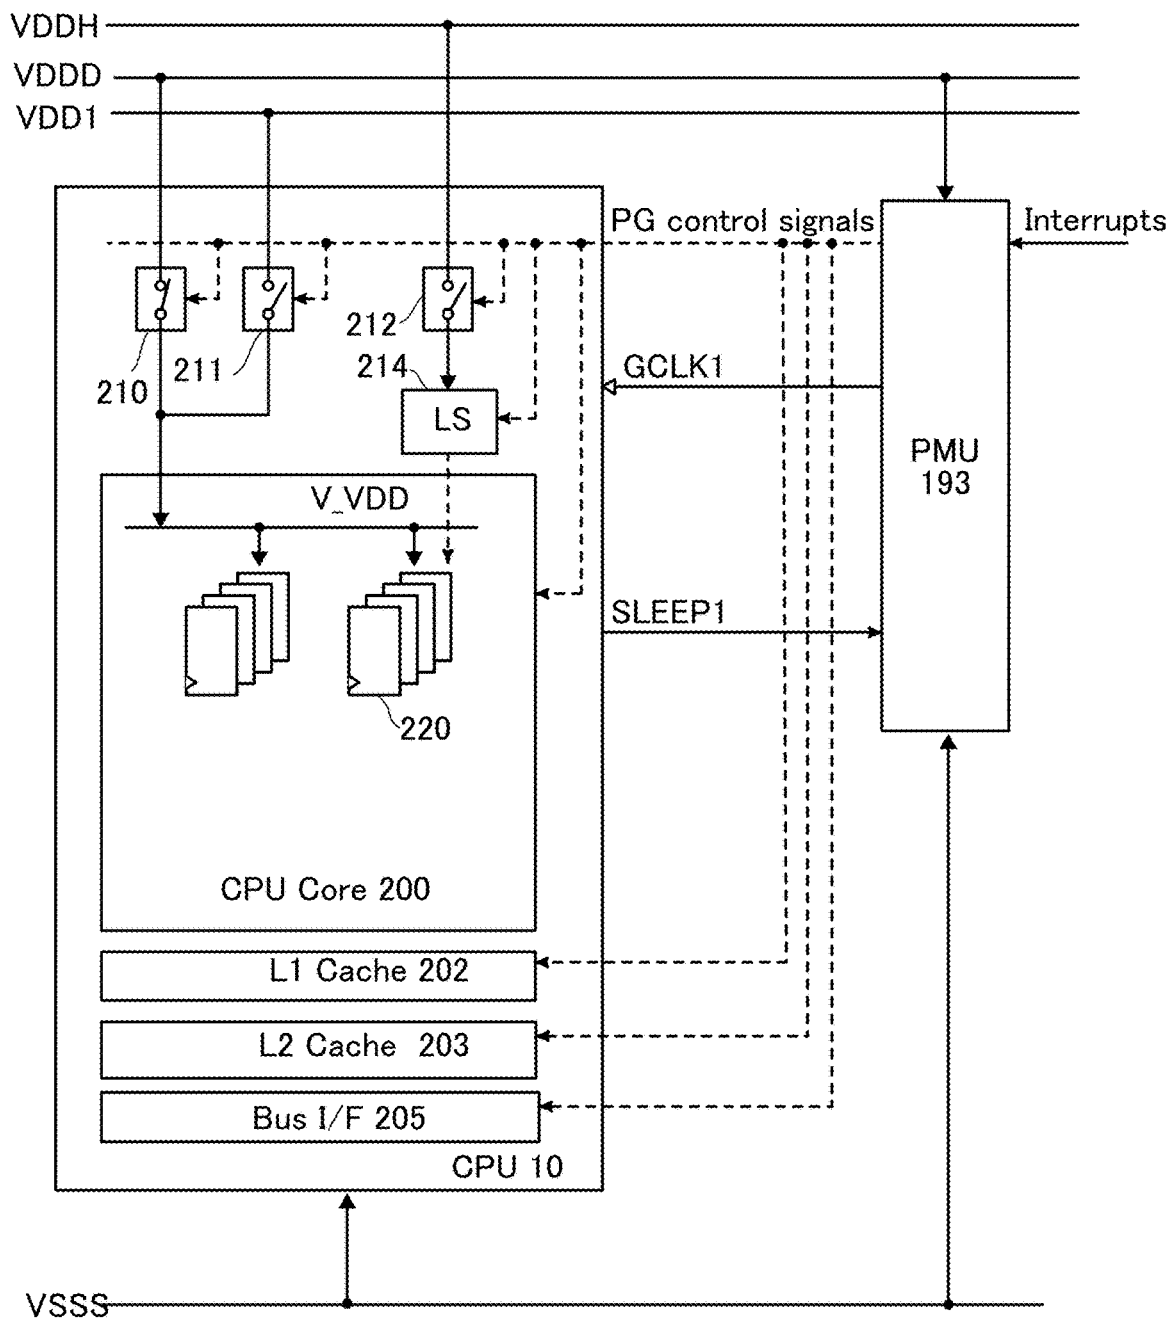 VDDH
VDDD
VDD1
PG control signals
Interrupts
212
210
211
214
GCLK1
LS
PMU
193
V_VDD
SLEEP1
220
CPU Core 200
L1 Cache 202
L2 Cache 203
Bus I/F 205
CPU 10
VSSS